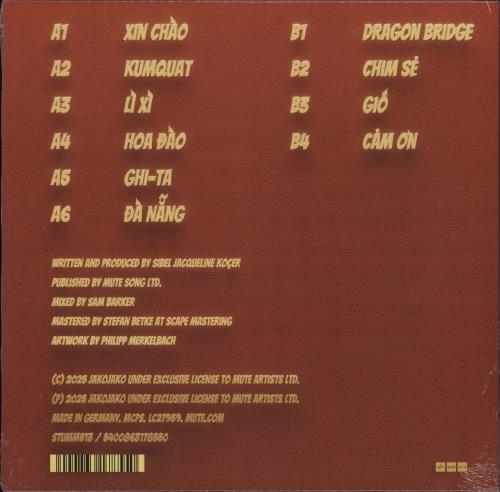 A1 XIN CHÀO
A2 KUMQUAT
A3 LÌ XÌ
A4 HOA ĐÀO
A5 GHI-TA
A6 ĐÀ NẴNG
B1 DRAGON BRIDGE
B2 CHIM SẺ
B3 GIÓ
B4 CẢM ƠN
WRITTEN AND PRODUCED BY SIBEL JACQUELINE KOÇER
PUBLISHED BY MUTE SONG LTD.
MIXED BY SAM BARKER
MASTERED BY STEFAN BETKE AT SCAPE MASTERING
ARTWORK BY PHILIPP MERKELBACH
(C) 2025 JAKOJAKO UNDER EXCLUSIVE LICENSE TO MUTE ARTISTS LTD.
(P) 2025 JAKOJAKO UNDER EXCLUSIVE LICENSE TO MUTE ARTISTS LTD.
MADE IN GERMANY. MCPS. LC27989. MUTE.COM
STUMM513 / 5400863178550